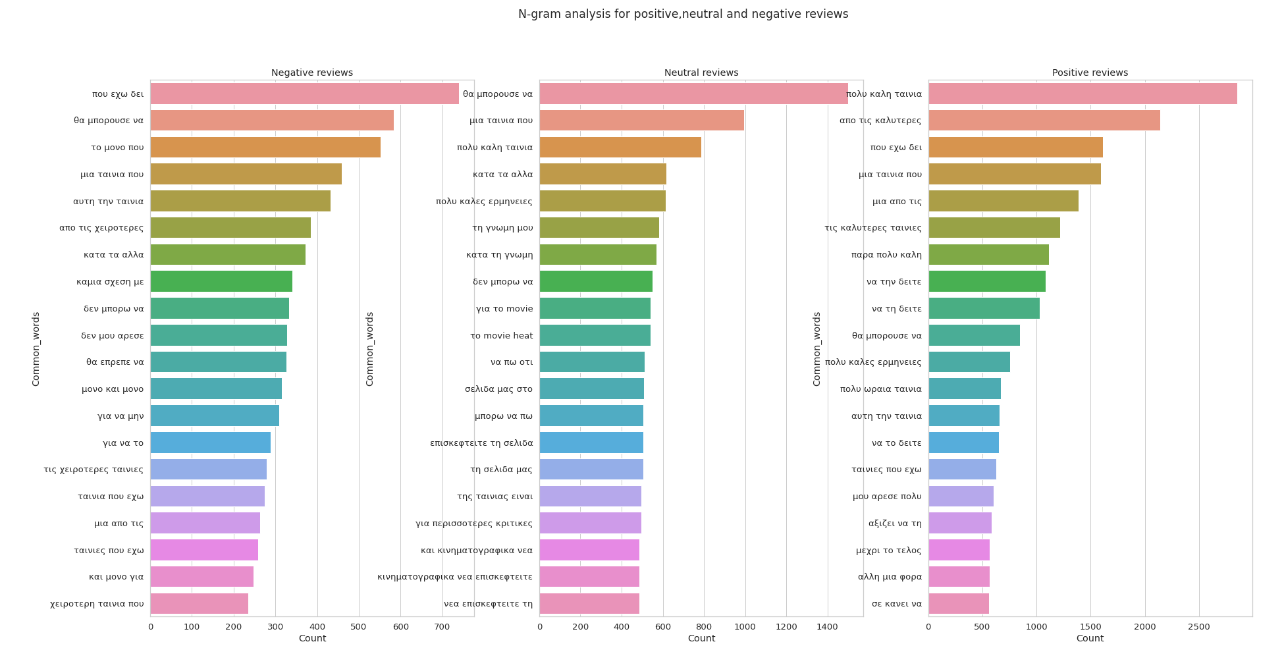 N-gram analysis for positive,neutral and negative reviews
Negative reviews
Common_words
που εχω δει
θα μπορουσε να
το μονο που
μια ταινια που
αυτη την ταινια
απο τις χειροτερες
κατα τα αλλα
καμια σχεση με
δεν μπορω να
δεν μου αρεσε
θα επρεπε να
μονο και μονο
για να μην
για να το
τις χειροτερες ταινιες
ταινια που εχω
μια απο τις
ταινιες που εχω
και μονο για
χειροτερη ταινια που
0 100 200 300 400 500 600 700
Count
Neutral reviews
Common_words
θα μπορουσε να
μια ταινια που
πολυ καλη ταινια
κατα τα αλλα
πολυ καλες ερμηνειες
τη γνωμη μου
κατα τη γνωμη
δεν μπορω να
για το movie
το movie heat
να πω οτι
σελιδα μας στο
μπορω να πω
επισκεφτειτε τη σελιδα
τη σελιδα μας
της ταινιας ειναι
για περισσοτερες κριτικες
και κινηματογραφικα νεα
κινηματογραφικα νεα επισκεφτειτε
νεα επισκεφτειτε τη
0 200 400 600 800 1000 1200 1400
Count
Positive reviews
Common_words
πολυ καλη ταινια
απο τις καλυτερες
που εχω δει
μια ταινια που
μια απο τις
τις καλυτερες ταινιες
παρα πολυ καλη
να την δειτε
να τη δειτε
θα μπορουσε να
πολυ καλες ερμηνειες
πολυ ωραια ταινια
αυτη την ταινια
να το δειτε
ταινιες που εχω
μου αρεσε πολυ
αξιζει να τη
μεχρι το τελος
αλλη μια φορα
σε κανει να
0 500 1000 1500 2000 2500
Count